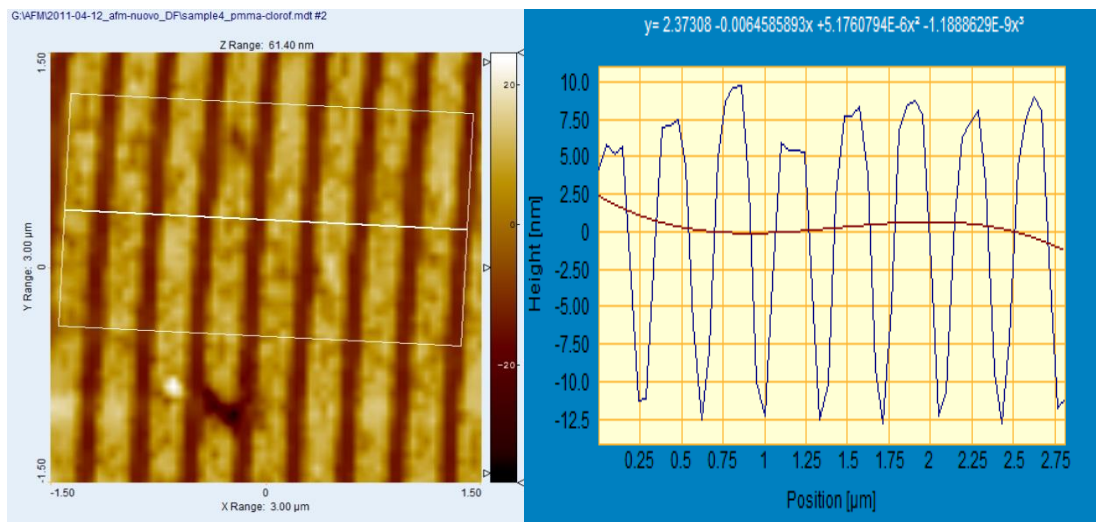 G:\AFM\2011-04-12_afm-nuovo_DF\sample4_pmma-clorof.mdt #2
Z Range: 61.40 nm
1.50
0
-1.50
Y Range: 3.00 µm
-1.50
0
1.50
X Range: 3.00 µm
20
0
-20
y= 2.37308 -0.0064585893x +5.1760794E-6x² -1.1888629E-9x³
10.0
7.50
5.00
2.50
0
-2.50
-5.00
-7.50
-10.0
-12.5
Height [nm]
0.25 0.5 0.75 1 1.25 1.5 1.75 2 2.25 2.5 2.75
Position [µm]